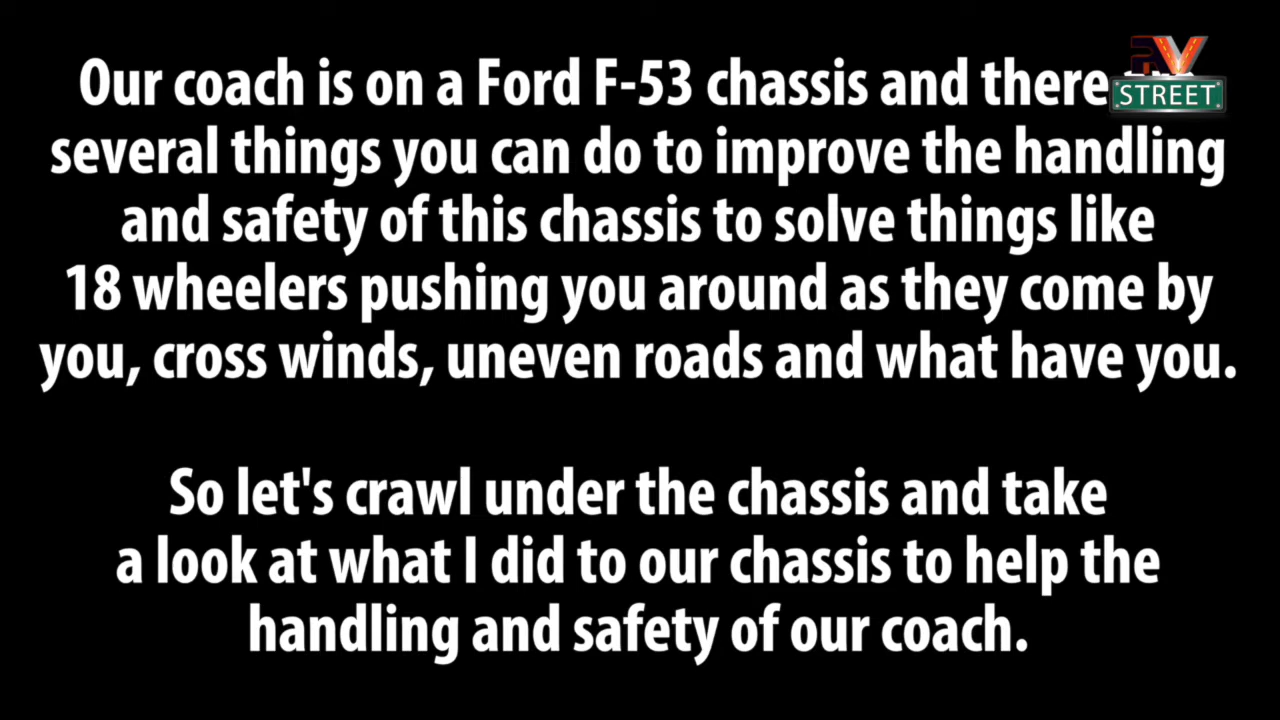 Our coach is on a Ford F-53 chassis and there
several things you can do to improve the handling
and safety of this chassis to solve things like
18 wheelers pushing you around as they come by
you, cross winds, uneven roads and what have you.
So let's crawl under the chassis and take
a look at what I did to our chassis to help the
handling and safety of our coach.
RV
STREET